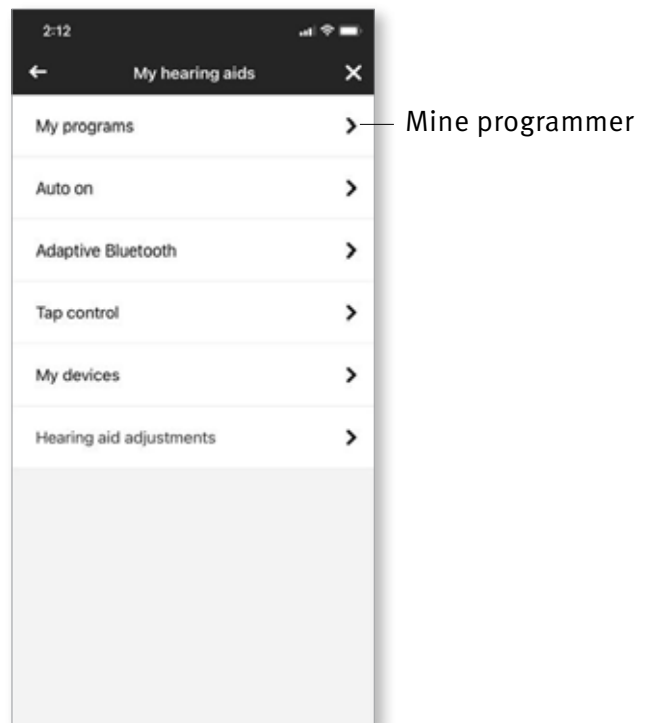 2:12
My hearing aids
My programs
Mine programmer
Auto on
Adaptive Bluetooth
Tap control
My devices
Hearing aid adjustments